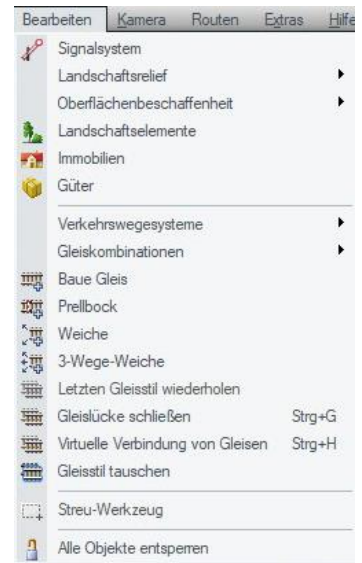 Bearbeiten Kamera Routen Extras Hilfe
Signalsystem
Landschaftsrelief
Oberflächenbeschaffenheit
Landschaftselemente
Immobilien
Güter
Verkehrswegesysteme
Gleiskombinationen
Baue Gleis
Prellbock
Weiche
3-Wege-Weiche
Letzten Gleisstil wiederholen
Gleislücke schließen Strg+G
Virtuelle Verbindung von Gleisen Strg+H
Gleisstil tauschen
Streu-Werkzeug
Alle Objekte entsperren